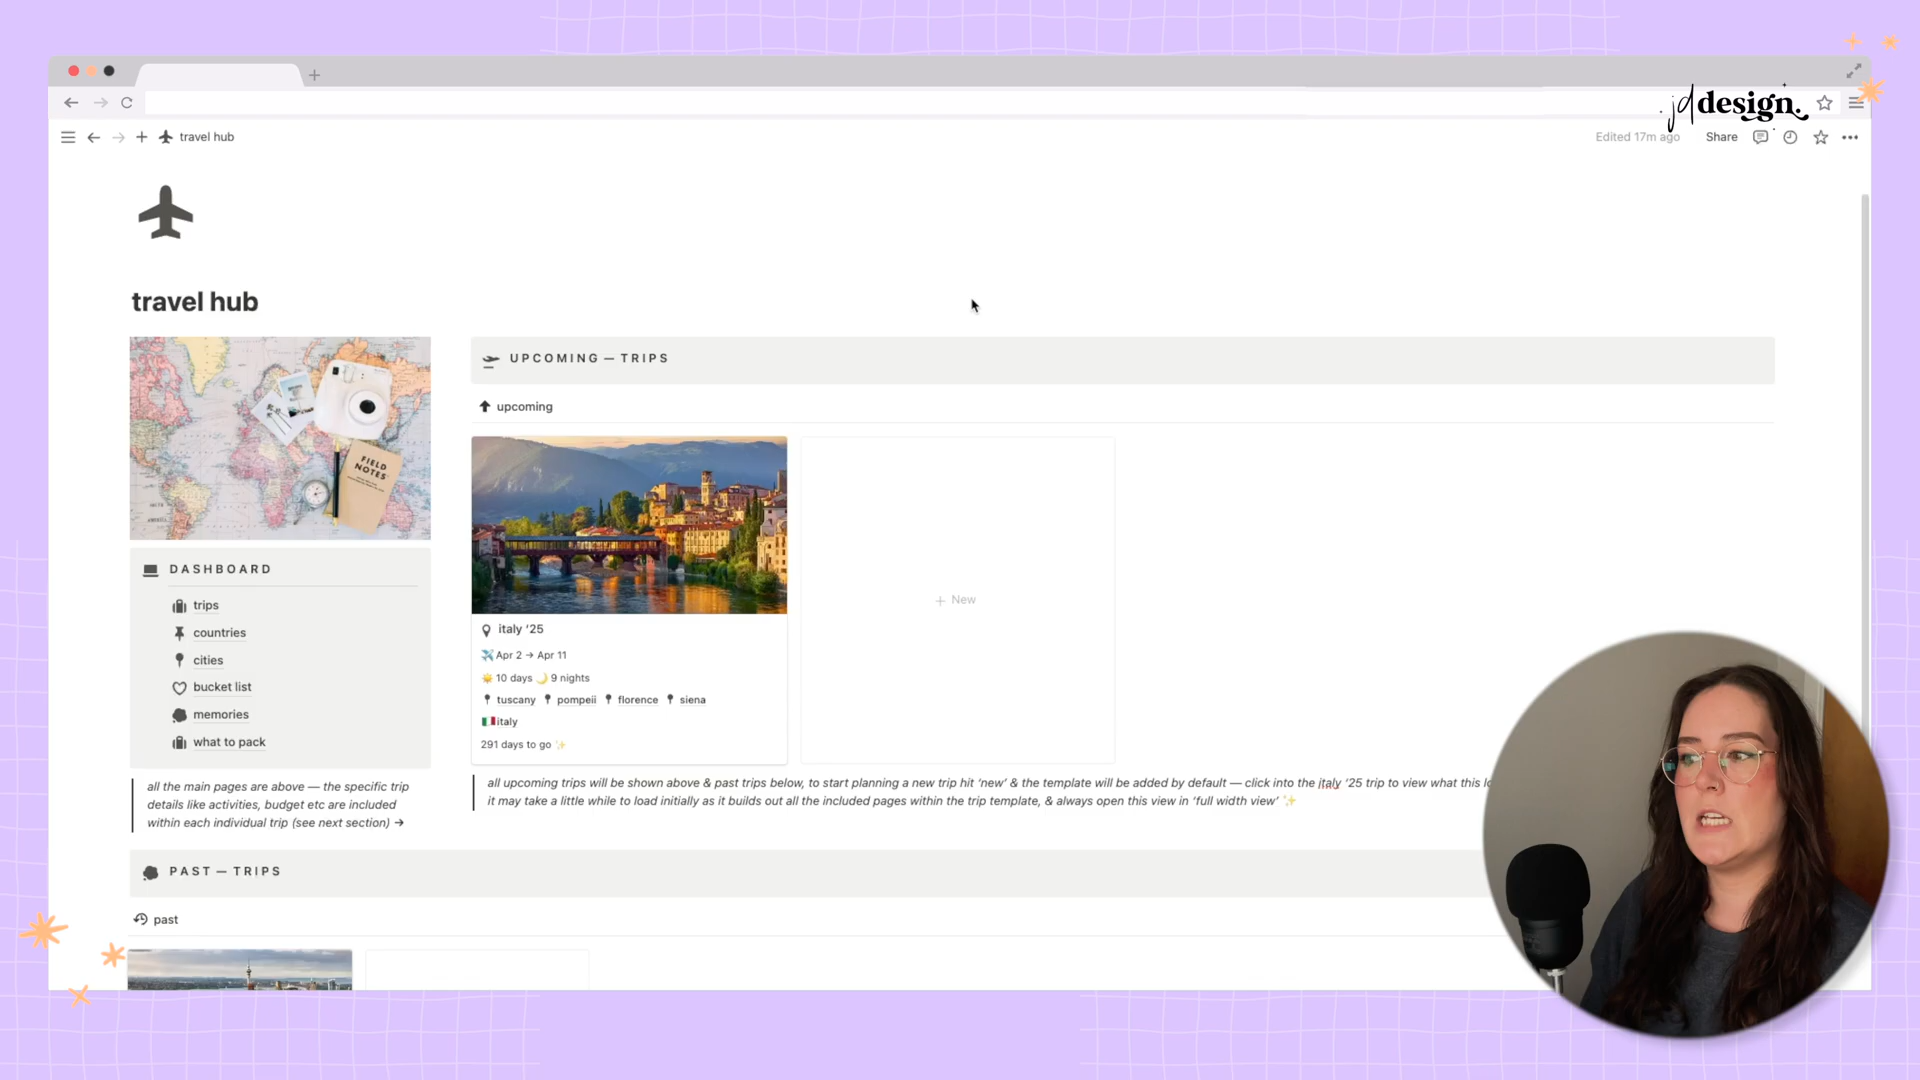 jd design.
travel hub
Edited 17m ago
Share
travel hub
FIELD
NOTES
DASHBOARD
trips
countries
cities
bucket list
memories
what to pack
all the main pages are above — the specific trip
details like activities, budget etc are included
within each individual trip (see next section) →
UPCOMING — TRIPS
upcoming
italy ‘25
Apr 2 → Apr 11
10 days 9 nights
tuscany pompeii florence siena
italy
291 days to go
New
all upcoming trips will be shown above & past trips below, to start planning a new trip hit ‘new’ & the template will be added by default — click into the italy ‘25 trip to view what this
it may take a little while to load initially as it builds out all the included pages within the trip template, & always open this view in ‘full width view’
PAST — TRIPS
past